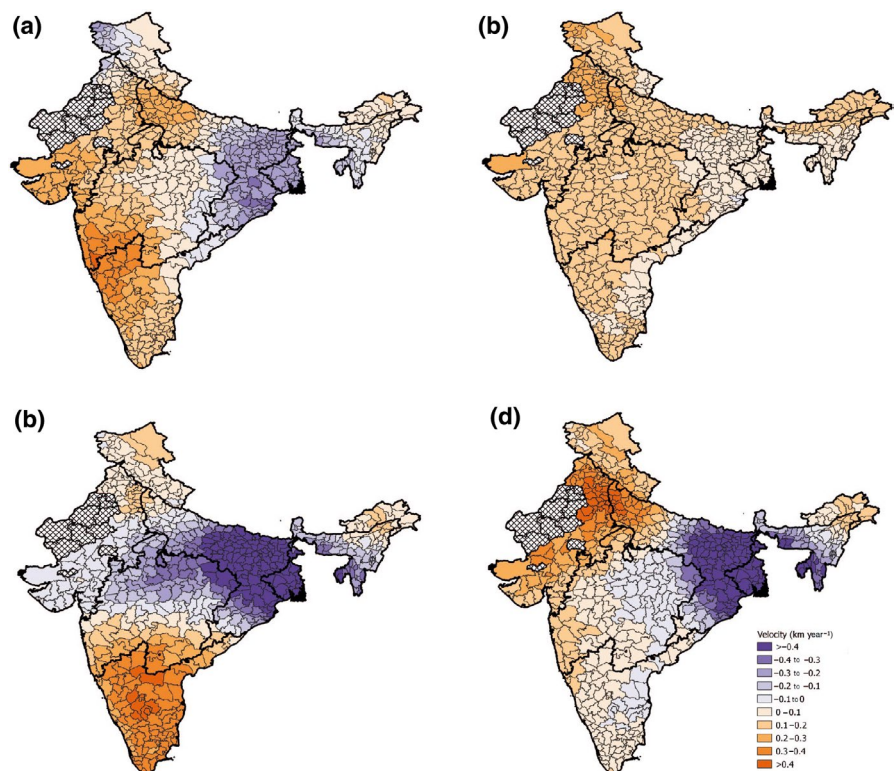 (a)
(b)
(b)
(d)
Velocity (km year⁻¹)
>−0.4
−0.4 to −0.3
−0.3 to −0.2
−0.2 to −0.1
−0.1 to 0
0 −0.1
0.1−0.2
0.2−0.3
0.3−0.4
>0.4